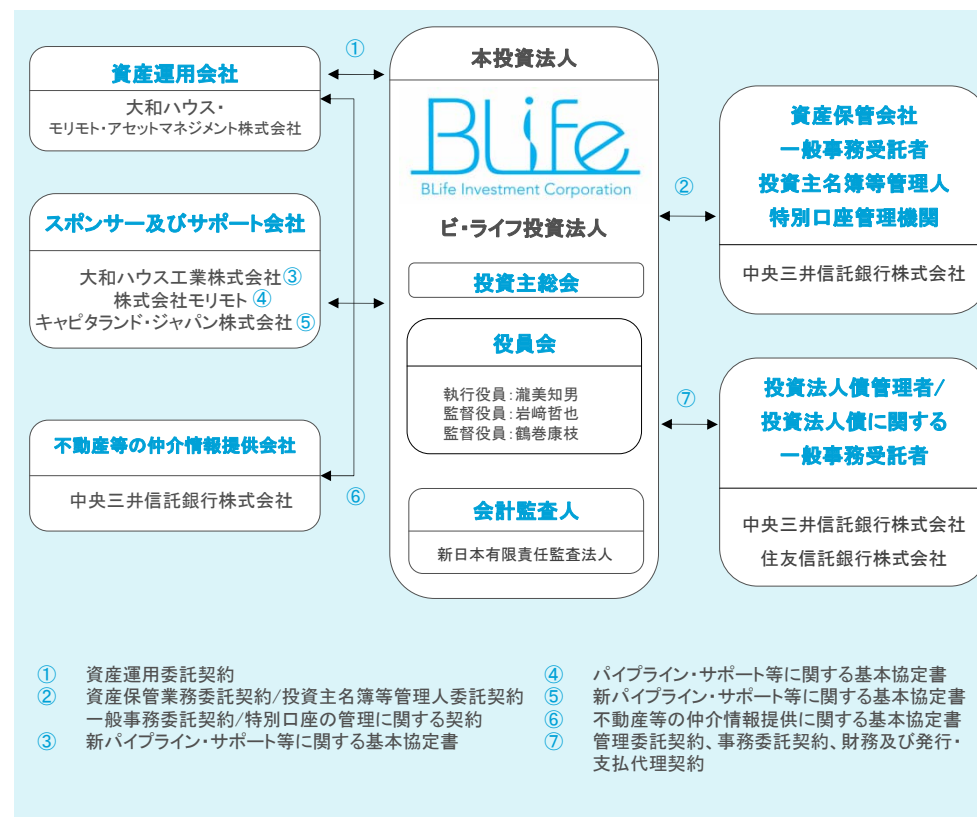 ①
資産運用会社
大和ハウス・
モリモト・アセットマネジメント株式会社
スポンサー及びサポート会社
大和ハウス工業株式会社③
株式会社モリモト④
キャピタランド・ジャパン株式会社⑤
不動産等の仲介情報提供会社
中央三井信託銀行株式会社
⑥
本投資法人
BLife
BLife Investment Corporation
ビ・ライフ投資法人
投資主総会
役員会
執行役員:瀧美知男
監督役員:岩﨑哲也
監督役員:鶴巻康枝
会計監査人
新日本有限責任監査法人
②
資産保管会社
一般事務受託者
投資主名簿等管理人
特別口座管理機関
中央三井信託銀行株式会社
⑦
投資法人債管理者/
投資法人債に関する
一般事務受託者
中央三井信託銀行株式会社
住友信託銀行株式会社
① 資産運用委託契約
② 資産保管業務委託契約/投資主名簿等管理人委託契約
一般事務委託契約/特別口座の管理に関する契約
③ 新パイプライン・サポート等に関する基本協定書
④ パイプライン・サポート等に関する基本協定書
⑤ 新パイプライン・サポート等に関する基本協定書
⑥ 不動産等の仲介情報提供に関する基本協定書
⑦ 管理委託契約、事務委託契約、財務及び発行・
支払代理契約